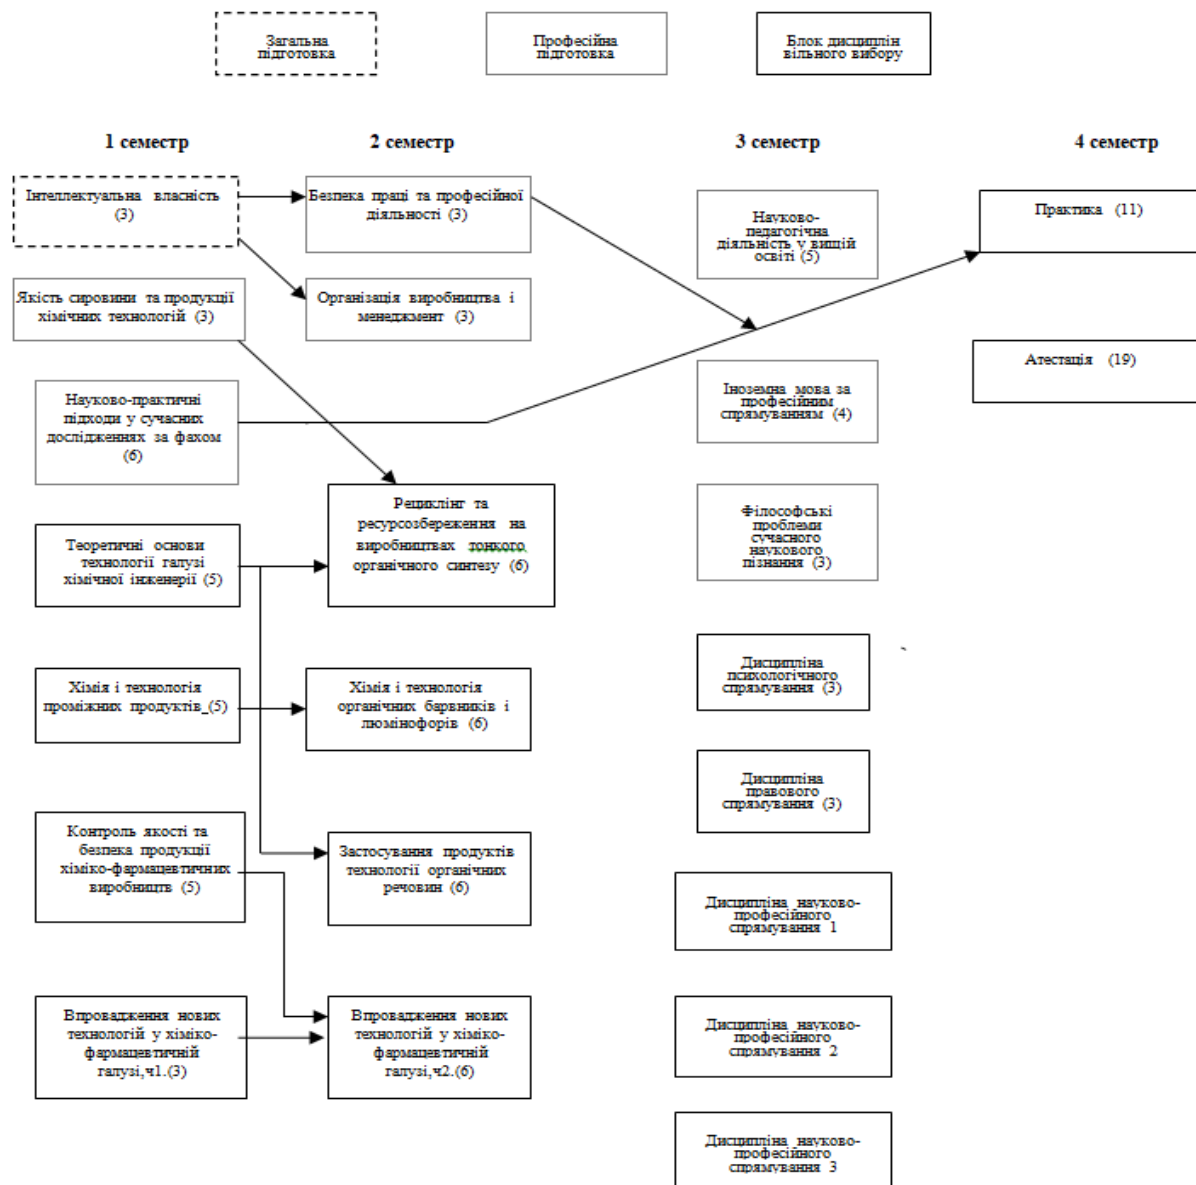 Загальна
підготовка
Професійна
підготовка
Блок дисциплін
вільного вибору
1 семестр
2 семестр
3 семестр
4 семестр
Інтеллектуальна власність
(3)
Якість сировини та продукції
хімічних технологій (3)
Науково-практичні
підходи у сучасних
дослідженнях за фахом
(6)
Теоретичні основи
технології галузі
хімічної інженерії (5)
Хімія і технологія
проміжних продуктів_(5)
Контроль якості та
безпека продукції
хіміко-фармацевтичних
виробництв (5)
Впровадження нових
технологій у хіміко-
фармацевтичній
галузі,ч1.(3)
Безпека праці та професійної
діяльності (3)
Організація виробництва і
менеджмент (3)
Рециклінг та
ресурсозбереження на
виробництвах тонкого
органічного синтезу (6)
Хімія і технологія
органічних барвників і
люмінофорів (6)
Застосування продуктів
технології органічних
речовин (6)
Впровадження нових
технологій у хіміко-
фармацевтичній
галузі,ч2.(6)
Науково-
педагогічна
діяльність у вищій
освіті (5)
Іноземна мова за
професійним
спрямуванням (4)
Філософські
проблеми
сучасного
наукового
пізнання (3)
Дисципліна
психологічного
спрямування (3)
Дисципліна
правового
спрямування (3)
Дисципліна науково-
професійного
спрямування 1
Дисципліна науково-
професійного
спрямування 2
Дисципліна науково-
професійного
спрямування 3
Практика (11)
Атестація (19)